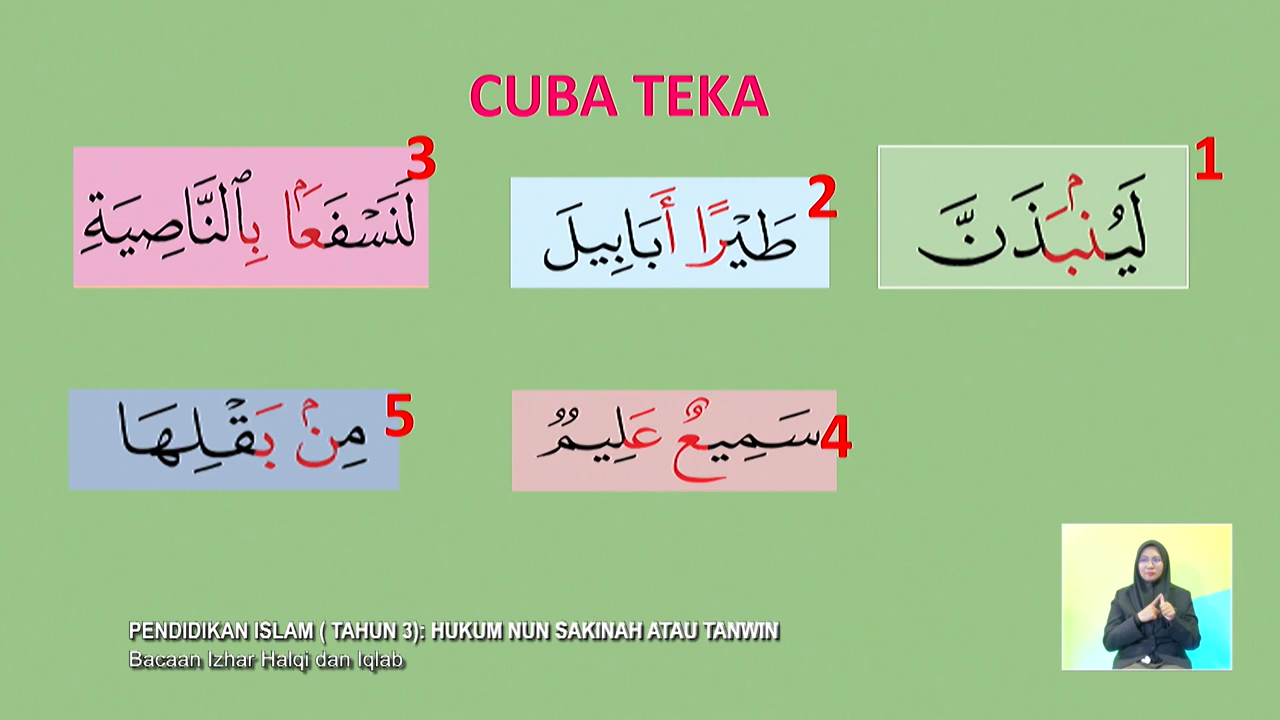 CUBA TEKA
1
لَيُنۢبَذَنَّ
2
طَيْرًا أَبَابِيلَ
3
لَنَسْفَعَۢا بِٱلنَّاصِيَةِ
4
سَمِيعٌ عَلِيمٌ
5
مِنۢ بَقْلِهَا
PENDIDIKAN ISLAM ( TAHUN 3): HUKUM NUN SAKINAH ATAU TANWIN
Bacaan Izhar Halqi dan Iqlab